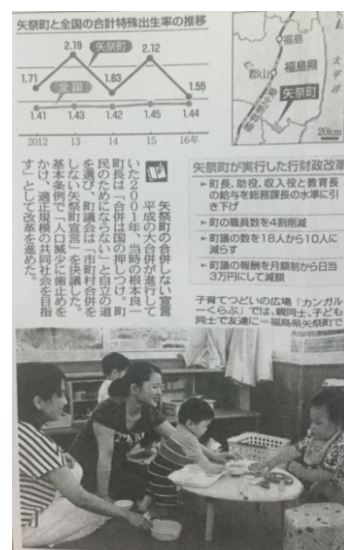 矢祭町と全国の合計特殊出生率の推移
2.19
矢祭町
2.12
1.71
1.63
1.55
全国
1.41
1.43
1.42
1.45
1.44
2012
13
14
15
16年
福島
郡山
福島県
東北新幹線
矢祭町
太平洋
20km
矢祭町の合併しない宣言
平成の大合併が進行して
いた2001年、当時の根本良一
町長は「合併は国の押しつけ。町
民のためにならない」と自立の道
を選び、町議会は「市町村合併を
しない矢祭町宣言」を決議した。
基本条例で「人口減少に歯止めを
かけ、適正規模の共同社会を目指
す」として改革を進めた。
矢祭町が実行した行財政改革
町長、助役、収入役と教育長
の給与を総務課長の水準に引
き下げ
町の職員数を4割削減
町議の数を18人から10人に
減らす
町議の報酬を月額制から日当
3万円にして減額
子育てつどいの広場「カンガル
ーくらぶ」では、親同士、子ども
同士で友達に=福島県矢祭町で